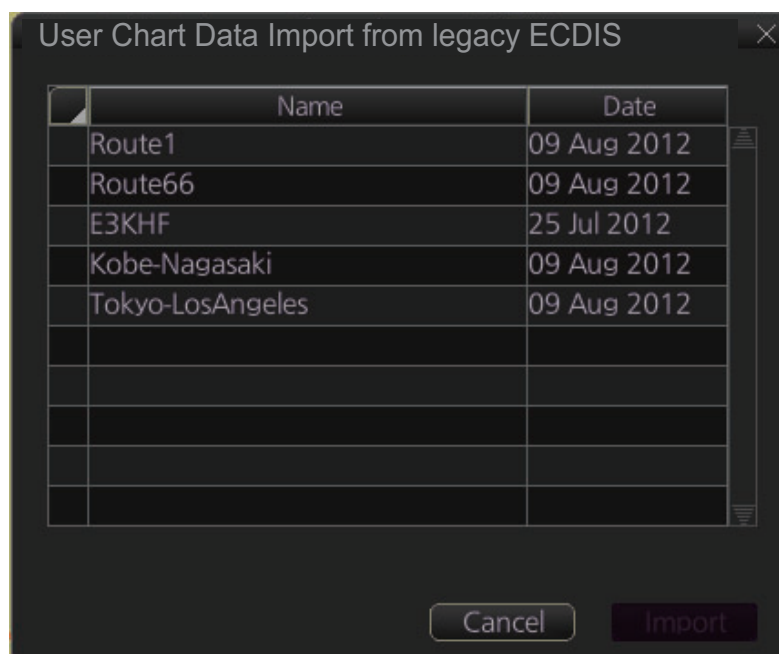 User Chart Data Import from legacy ECDIS
Name Date
Route1 09 Aug 2012
Route66 09 Aug 2012
E3KHF 25 Jul 2012
Kobe-Nagasaki 09 Aug 2012
Tokyo-LosAngeles 09 Aug 2012
Cancel Import